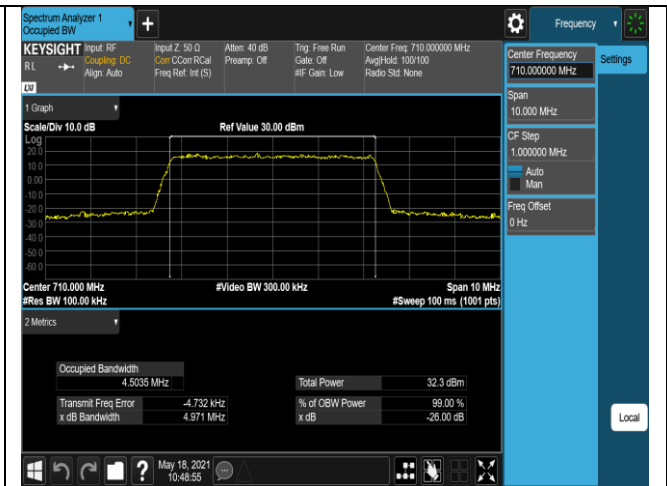 Spectrum Analyzer 1
Occupied BW
+
Frequency
KEYSIGHT Input: RF Input Z: 50 Ω Atten: 40 dB Trig: Free Run Center Freq: 710.000000 MHz
RL Coupling: DC Corr CCorr RCal Preamp: Off Gate: Off Avg|Hold: 100/100
Align: Auto Freq Ref: Int (S) #IF Gain: Low Radio Std: None
LXI
Center Frequency
710.000000 MHz
Settings
Span
10.000 MHz
CF Step
1.000000 MHz
Auto
Man
Freq Offset
0 Hz
1 Graph
Scale/Div 10.0 dB Ref Value 30.00 dBm
Log
20.0
10.0
0.00
-10.0
-20.0
-30.0
-40.0
-50.0
-60.0
Center 710.000 MHz #Video BW 300.00 kHz Span 10 MHz
#Res BW 100.00 kHz #Sweep 100 ms (1001 pts)
2 Metrics
Occupied Bandwidth
4.5035 MHz Total Power 32.3 dBm
Transmit Freq Error -4.732 kHz % of OBW Power 99.00 %
x dB Bandwidth 4.971 MHz x dB -26.00 dB
Local
? May 18, 2021
10:48:55